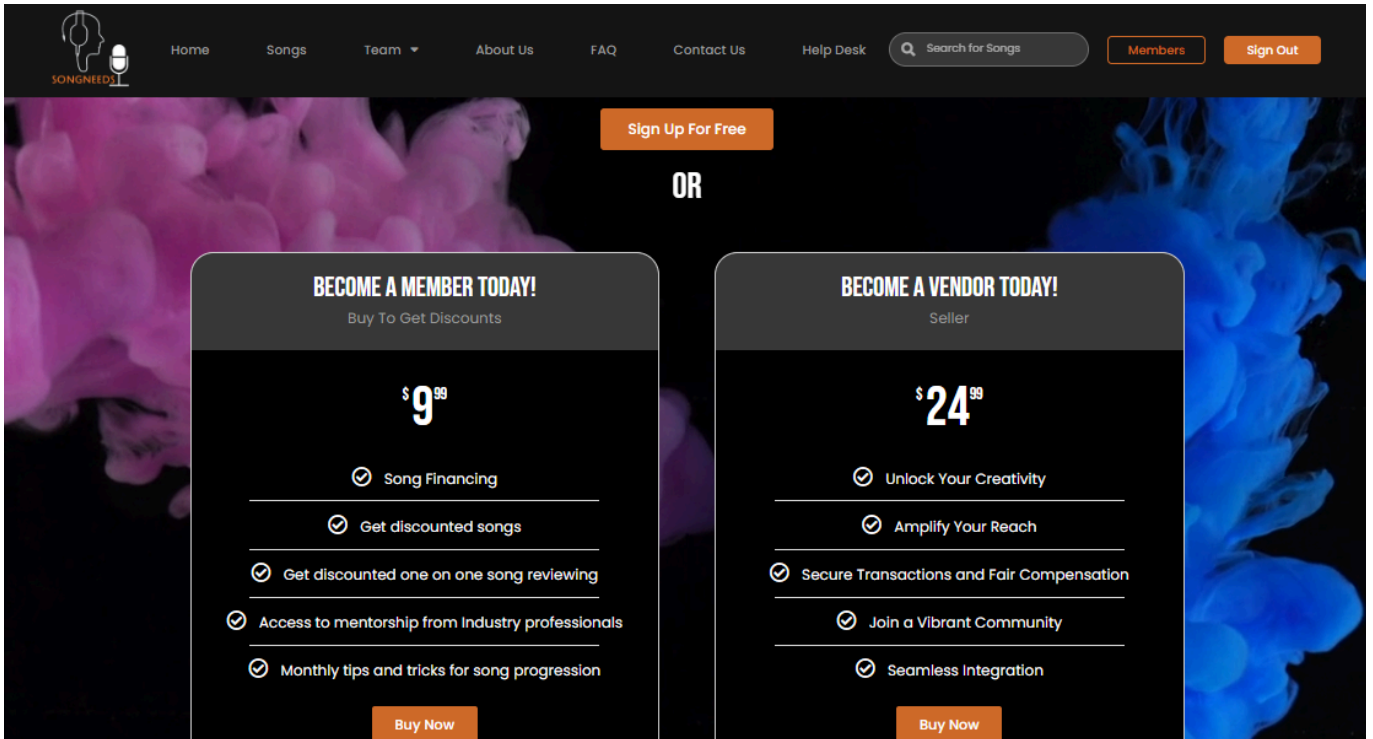 SONGNEEDS
Home Songs Team About Us FAQ Contact Us Help Desk Search for Songs Members Sign Out
Sign Up For Free
OR
BECOME A MEMBER TODAY!
Buy To Get Discounts
$9 99
Song Financing
Get discounted songs
Get discounted one on one song reviewing
Access to mentorship from Industry professionals
Monthly tips and tricks for song progression
Buy Now
BECOME A VENDOR TODAY!
Seller
$24 99
Unlock Your Creativity
Amplify Your Reach
Secure Transactions and Fair Compensation
Join a Vibrant Community
Seamless Integration
Buy Now